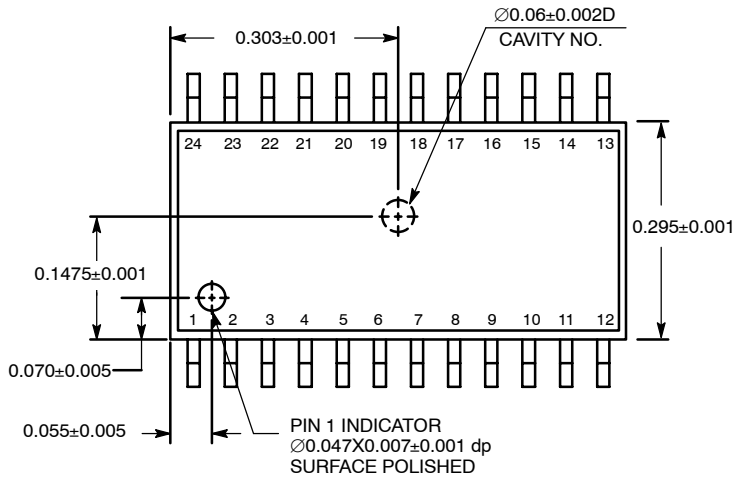 ∅0.06±0.002D
CAVITY NO.
0.303±0.001
24 23 22 21 20 19 18 17 16 15 14 13
0.295±0.001
0.1475±0.001
1 2 3 4 5 6 7 8 9 10 11 12
0.070±0.005
0.055±0.005
PIN 1 INDICATOR
∅0.047X0.007±0.001 dp
SURFACE POLISHED